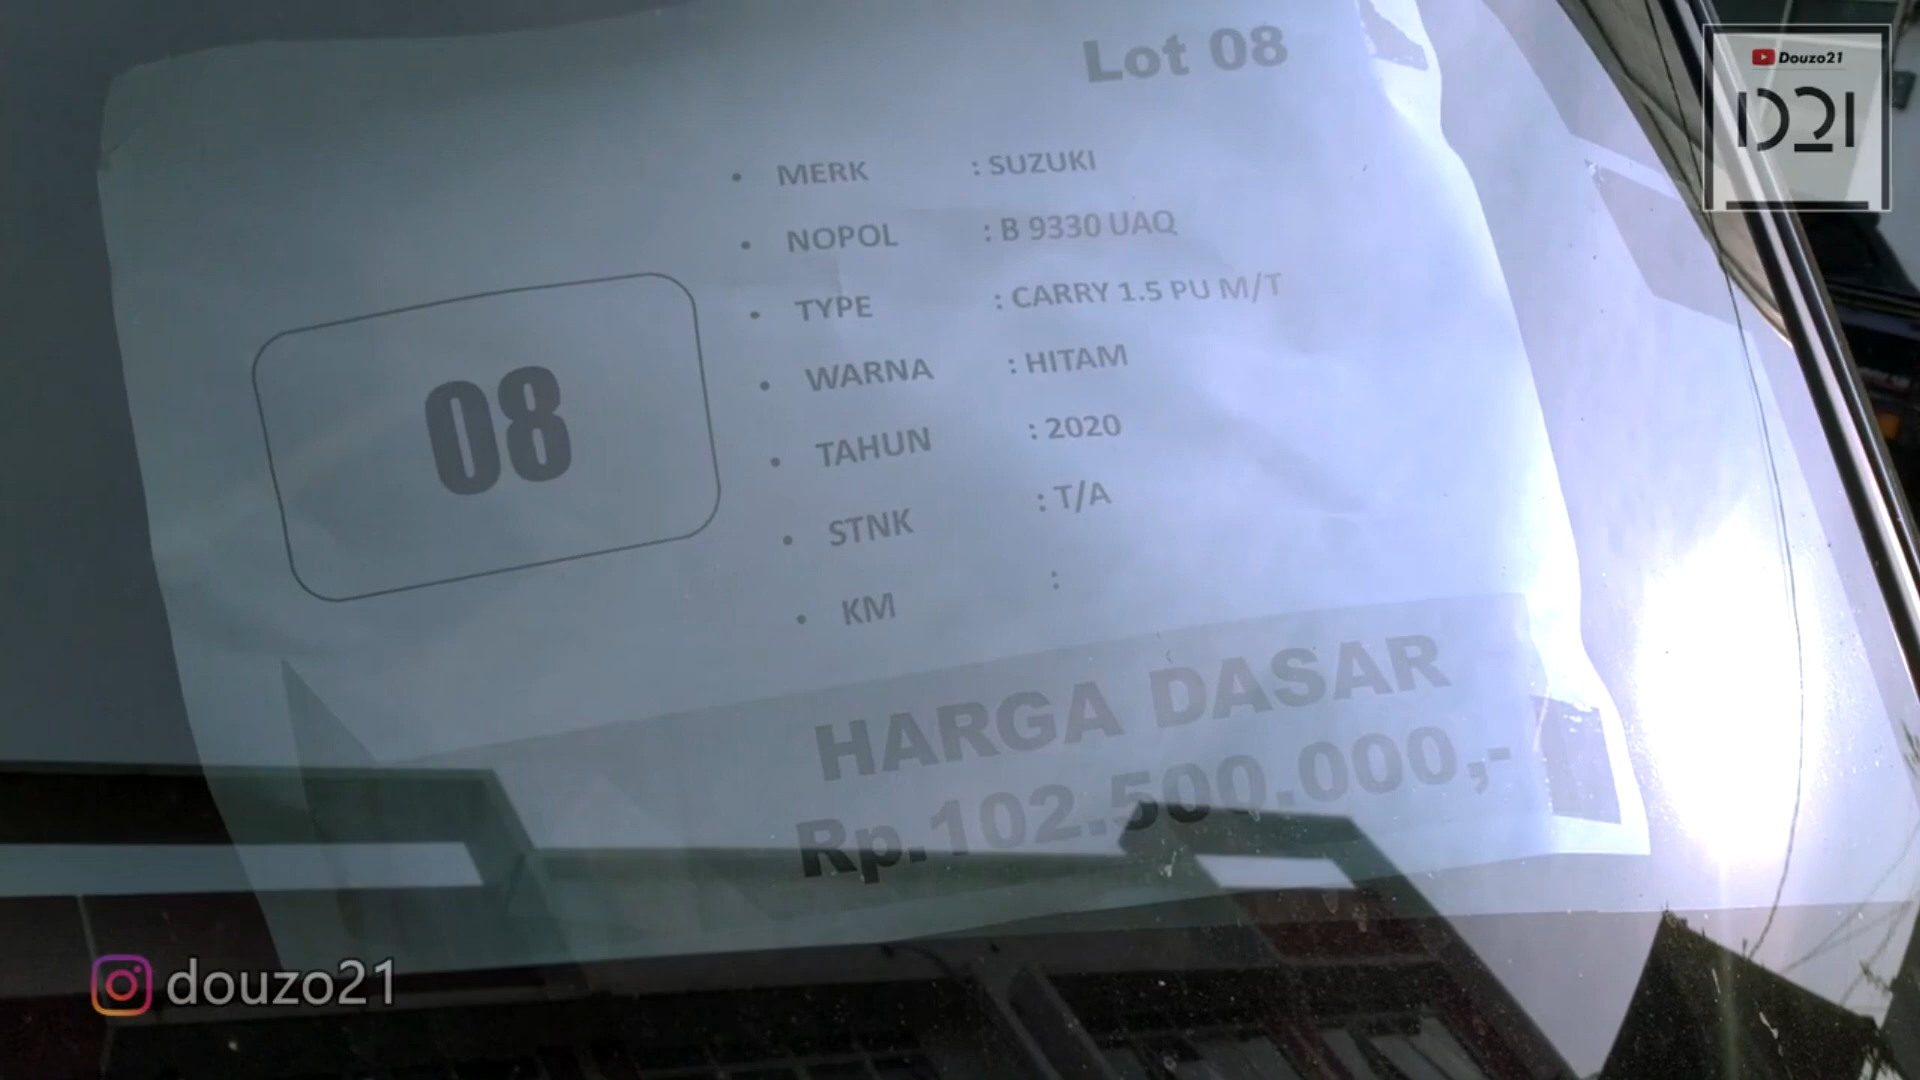 Lot 08
Douzo21
D21
• MERK : SUZUKI
• NOPOL : B 9330 UAQ
• TYPE : CARRY 1.5 PU M/T
• WARNA : HITAM
• TAHUN : 2020
• STNK : T/A
• KM :
08
HARGA DASAR
Rp.102.500.000,-
douzo21